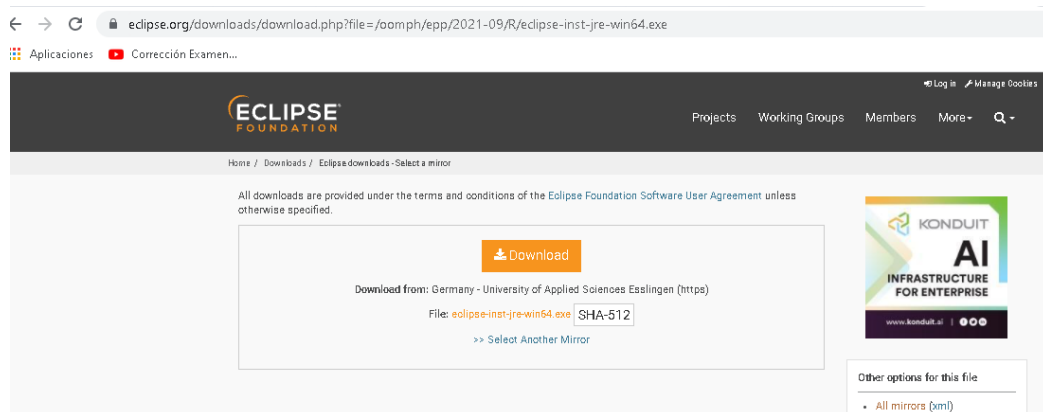 eclipse.org/downloads/download.php?file=/oomph/epp/2021-09/R/eclipse-inst-jre-win64.exe
Aplicaciones Corrección Examen...
Log in Manage Cookies
ECLIPSE
FOUNDATION
Projects Working Groups Members More
Home / Downloads / Eclipse downloads - Select a mirror
All downloads are provided under the terms and conditions of the Eclipse Foundation Software User Agreement unless
otherwise specified.
Download
Download from: Germany - University of Applied Sciences Esslingen (https)
File: eclipse-inst-jre-win64.exe SHA-512
>> Select Another Mirror
KONDUIT
AI
INFRASTRUCTURE
FOR ENTERPRISE
www.konduit.ai |
Other options for this file
• All mirrors (xml)